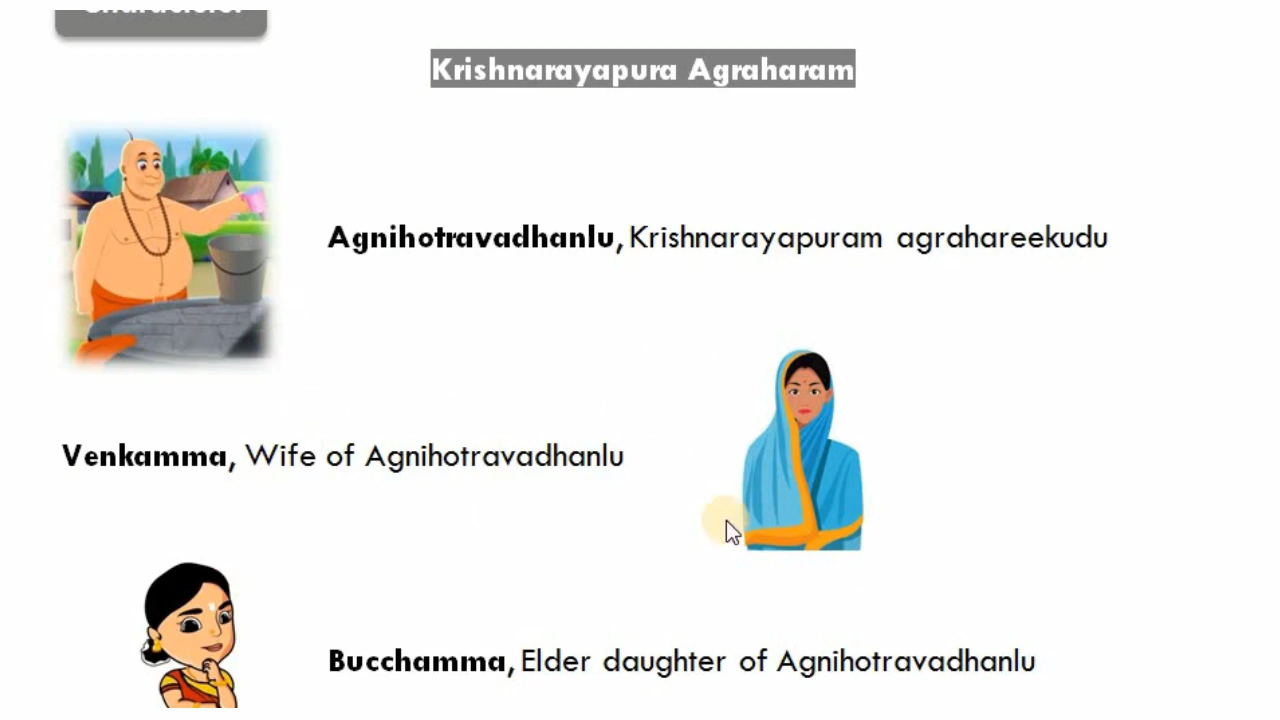 Krishnarayapura Agraharam
Agnihotravadhanlu, Krishnarayapuram agrahareekudu
Venkamma, Wife of Agnihotravadhanlu
Bucchamma, Elder daughter of Agnihotravadhanlu